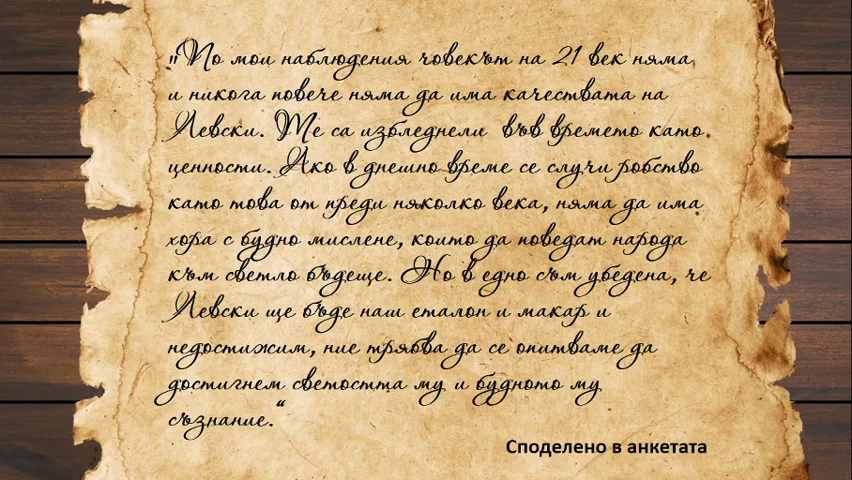 „По мои наблюдения човекът на 21 век няма
и никога повече няма да има качествата на
Левски. Те са избледнели във времето като
ценности. Ако в днешно време се случи робство
като това от преди няколко века, няма да има
хора с будно мислене, които да поведат народа
към светло бъдеще. Но в едно съм убедена, че
Левски ще бъде наш еталон и макар и
недостижим, ние трябва да се опитваме да
достигнем светостта му и будното му
съзнание.“
Споделено в анкетата